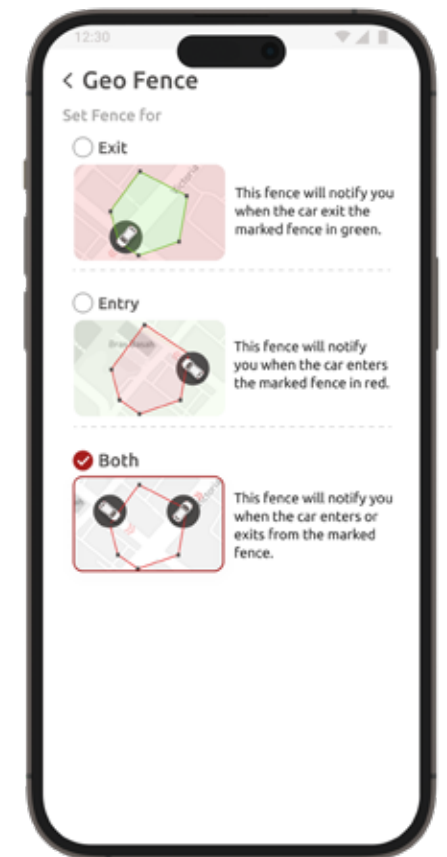 12:30
< Geo Fence
Set Fence for
Exit
This fence will notify you
when the car exit the
marked fence in green.
Entry
This fence will notify
you when the car enters
the marked fence in red.
Both
This fence will notify you
when the car enters or
exits from the marked
fence.